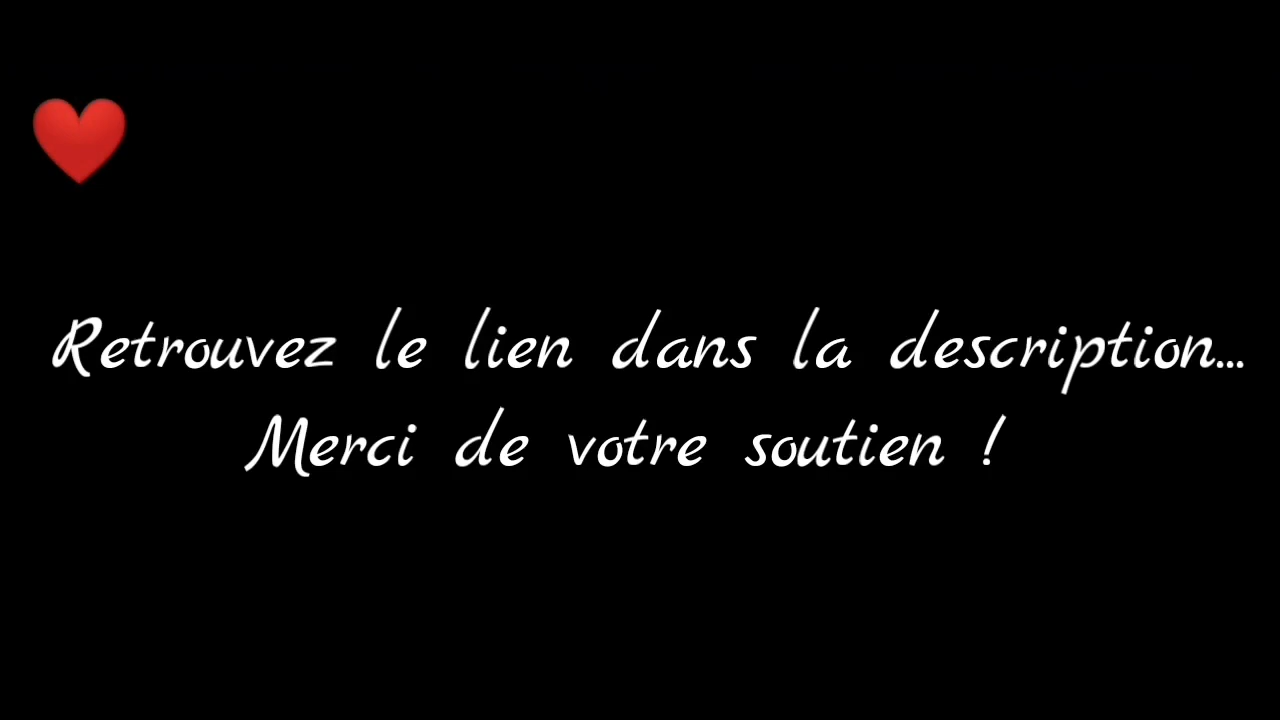 Retrouvez le lien dans la description...
Merci de votre soutien !